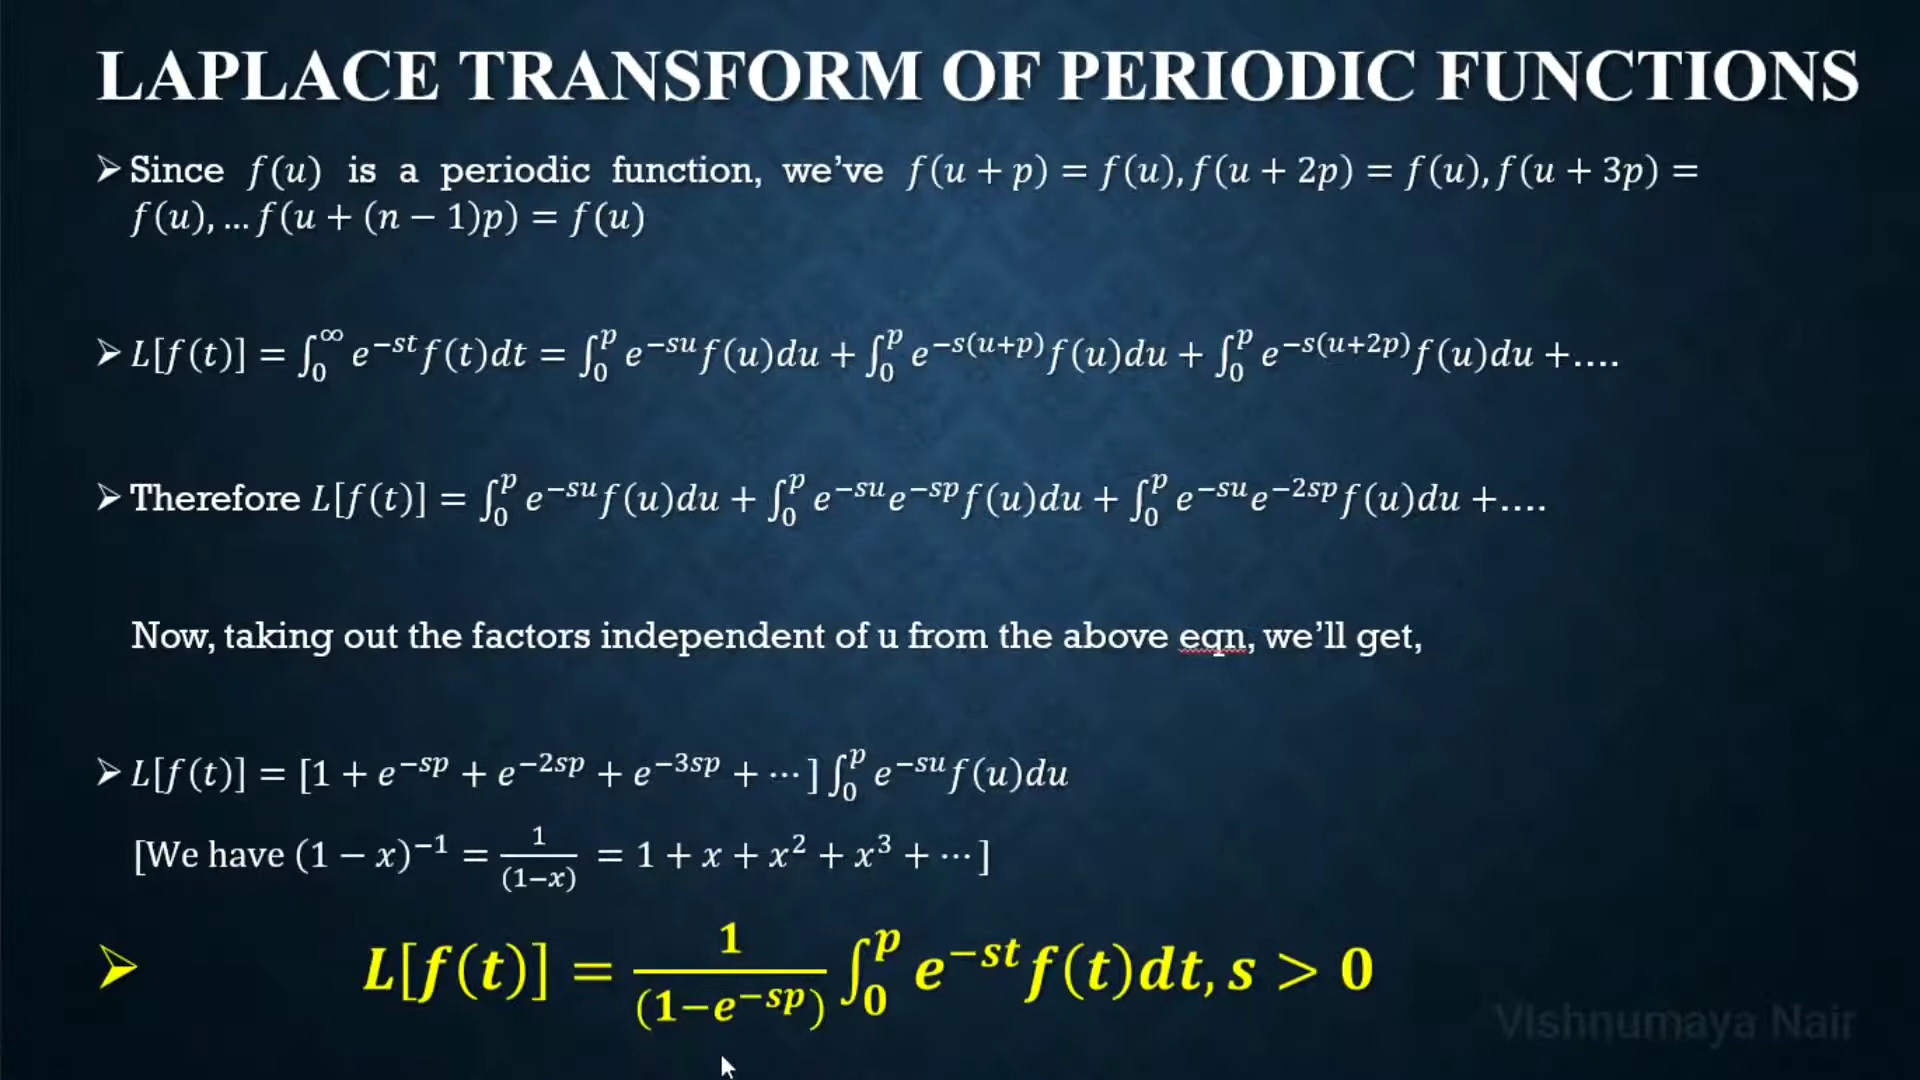 LAPLACE TRANSFORM OF PERIODIC FUNCTIONS
➢ Since f(u) is a periodic function, we've f(u + p) = f(u), f(u + 2p) = f(u), f(u + 3p) =
f(u), … f(u + (n − 1)p) = f(u)
➢ L[f(t)] = ∫₀^∞ e^{−st} f(t)dt = ∫₀^p e^{−su} f(u)du + ∫₀^p e^{−s(u+p)} f(u)du + ∫₀^p e^{−s(u+2p)} f(u)du +….
➢ Therefore L[f(t)] = ∫₀^p e^{−su} f(u)du + ∫₀^p e^{−su} e^{−sp} f(u)du + ∫₀^p e^{−su} e^{−2sp} f(u)du +….
Now, taking out the factors independent of u from the above eqn, we'll get,
➢ L[f(t)] = [1 + e^{−sp} + e^{−2sp} + e^{−3sp} + ⋯ ] ∫₀^p e^{−su} f(u)du
[We have (1 − x)^{−1} = 1/(1−x) = 1 + x + x² + x³ + ⋯ ]
➢ L[f(t)] = 1/(1−e^{−sp}) ∫₀^p e^{−st} f(t)dt, s > 0
VIshnumaya Nair